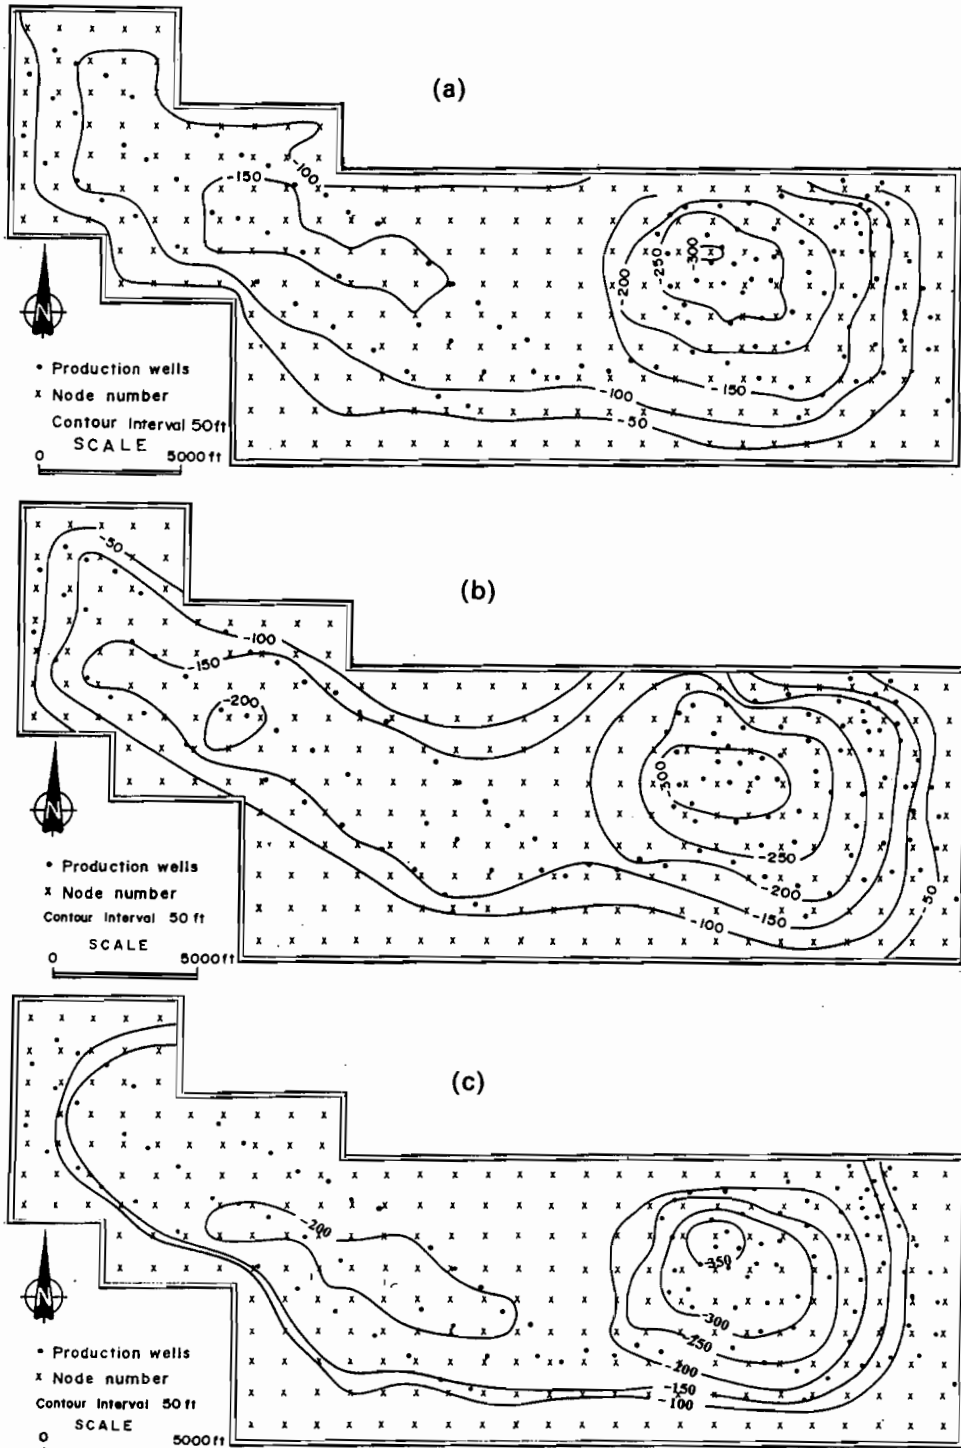 (a)
-100
-150
-300
-250
-200
-150
-100
-50
N
• Production wells
x Node number
Contour Interval 50ft
SCALE
0 5000 ft
(b)
-50
-100
-150
-200
-300
-250
-200
-150
-100
-50
N
• Production wells
x Node number
Contour Interval 50 ft
SCALE
0 5000ft
(c)
-200
-350
-300
-250
-200
-150
-100
N
• Production wells
x Node number
Contour Interval 50 ft
SCALE
0 5000ft